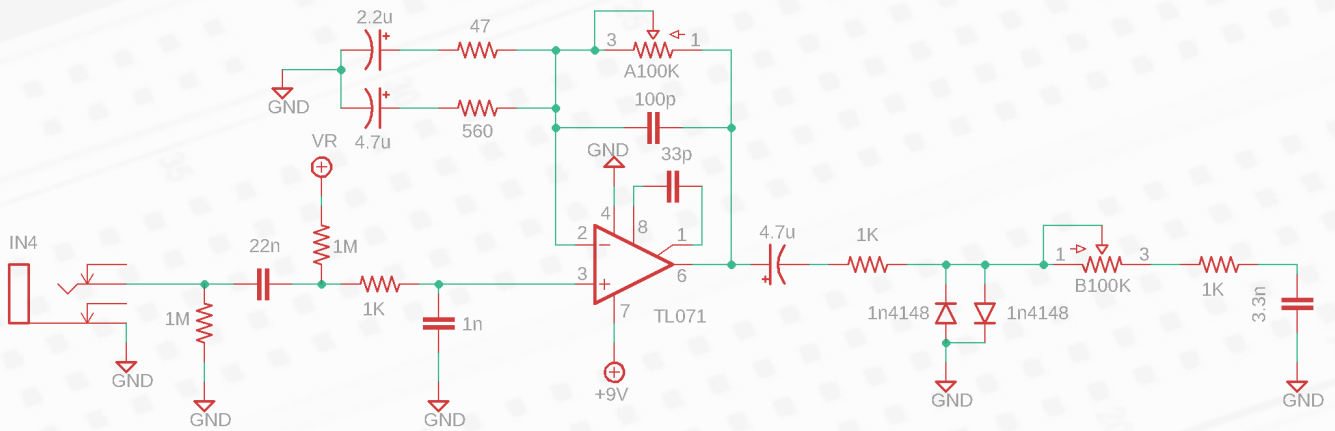 2.2u
47
3
1
A100K
GND
100p
560
4.7u
VR
GND
33p
4
8
IN4
22n
1M
2
1
4.7u
1K
1
3
3
6
1K
B100K
1K
1M
1n
7
TL071
1n4148
1n4148
3.3n
GND
+9V
GND
GND
GND
GND